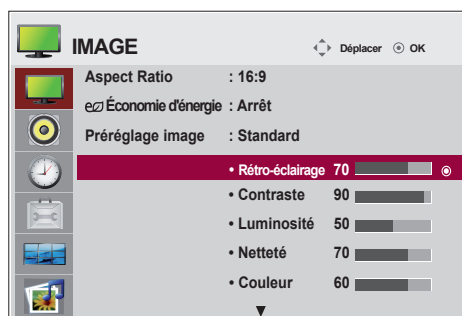 IMAGE
Déplacer OK
Aspect Ratio : 16:9
Économie d'énergie : Arrêt
Préréglage image : Standard
• Rétro-éclairage 70
• Contraste 90
• Luminosité 50
• Netteté 70
• Couleur 60